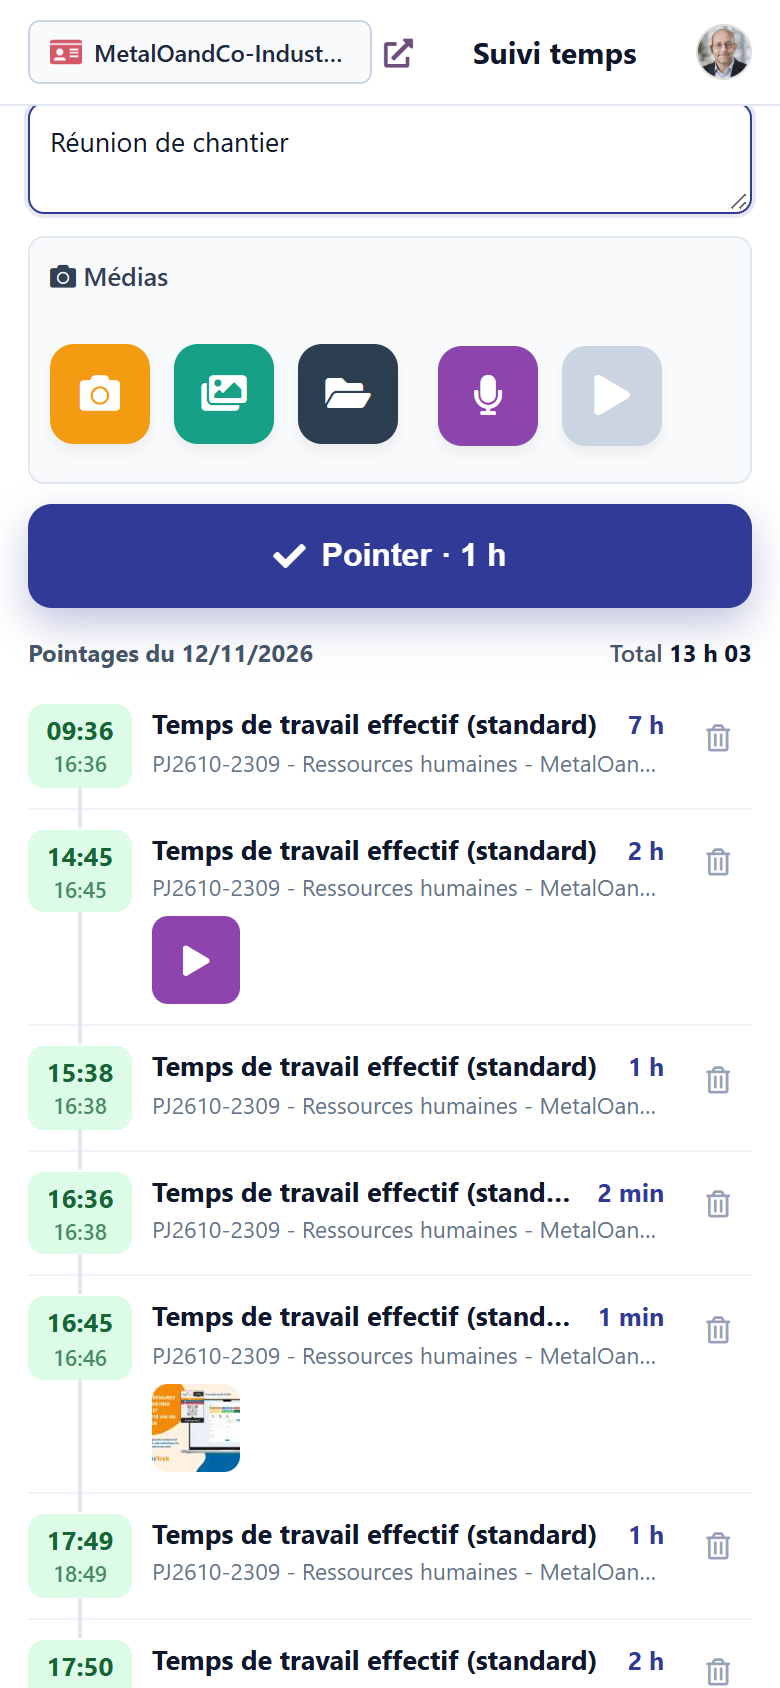 MetalOandCo-Indust...
Suivi temps
Réunion de chantier
Médias
Pointer · 1 h
Pointages du 12/11/2026
Total 13 h 03
09:36
16:36
Temps de travail effectif (standard)
7 h
PJ2610-2309 - Ressources humaines - MetalOan...
14:45
16:45
Temps de travail effectif (standard)
2 h
PJ2610-2309 - Ressources humaines - MetalOan...
15:38
16:38
Temps de travail effectif (standard)
1 h
PJ2610-2309 - Ressources humaines - MetalOan...
16:36
16:38
Temps de travail effectif (stand...
2 min
PJ2610-2309 - Ressources humaines - MetalOan...
16:45
16:46
Temps de travail effectif (stand...
1 min
PJ2610-2309 - Ressources humaines - MetalOan...
17:49
18:49
Temps de travail effectif (standard)
1 h
PJ2610-2309 - Ressources humaines - MetalOan...
17:50
Temps de travail effectif (standard)
2 h